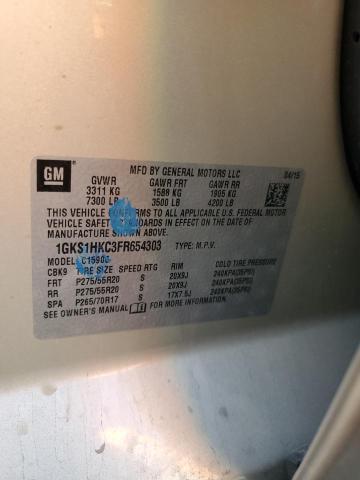 GM
MFD BY GENERAL MOTORS LLC 04/15
GVWR GAWR FRT GAWR RR
3311 KG 1588 KG 1905 KG
7300 LB 3500 LB 4200 LB
THIS VEHICLE CONFORMS TO ALL
VEHICLE SAFETY STANDARDS IN EFFECT ON THE DATE OF
MANUFACTURE SHOWN ABOVE.
1GKS1HKC3FR654303 TYPE: M.P.V.
MODEL: C15906
CBK9 TIRE SIZE SPEED RTG RIM COLD TIRE PRESSURE
FRT P275/55R20 S 20X9J 240KPA(35PSI)
RR P275/55R20 S 20X9J 240KPA(35PSI)
SPA P265/70R17 S 17X7.5J 240KPA(35PSI)
SEE OWNER'S MANUAL FOR MORE INFORMATION.